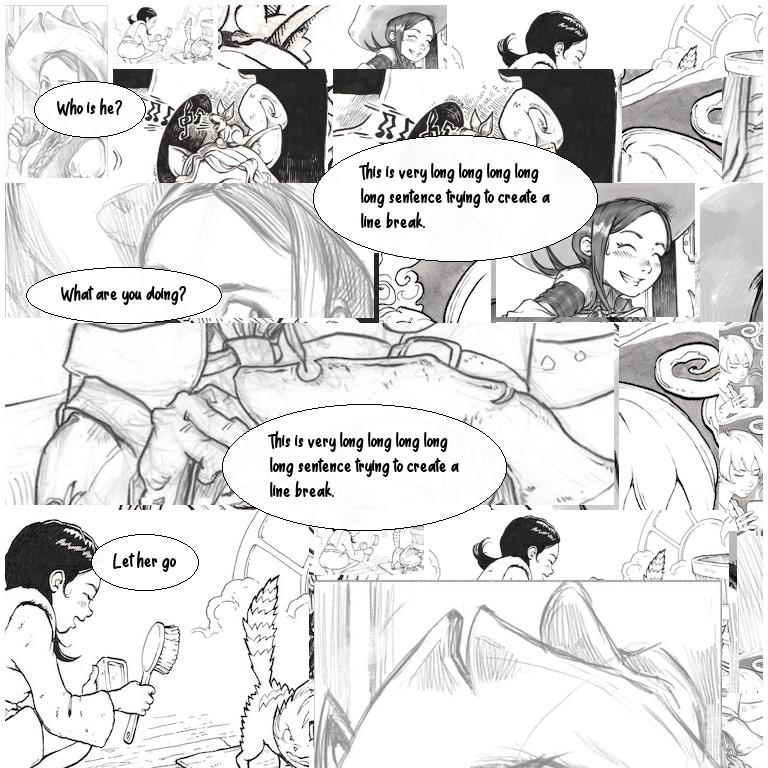 Who is he?
This is very long long long long
long sentence trying to create a
line break.
What are you doing?
This is very long long long long
long sentence trying to create a
line break.
Let her go